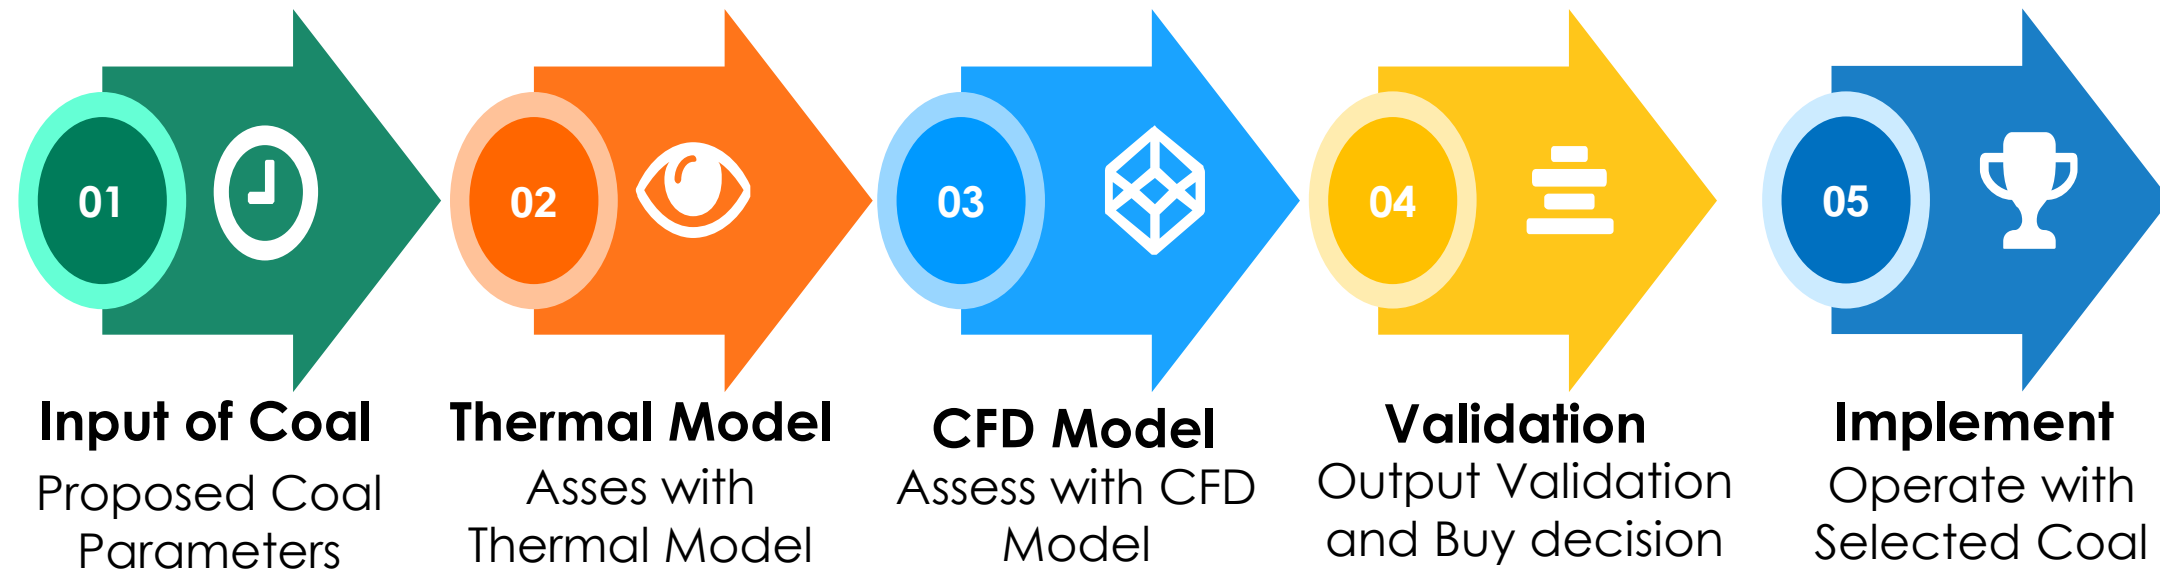 01
Input of Coal
Proposed Coal
Parameters
02
Thermal Model
Asses with
Thermal Model
03
CFD Model
Assess with CFD
Model
04
Validation
Output Validation
and Buy decision
05
Implement
Operate with
Selected Coal